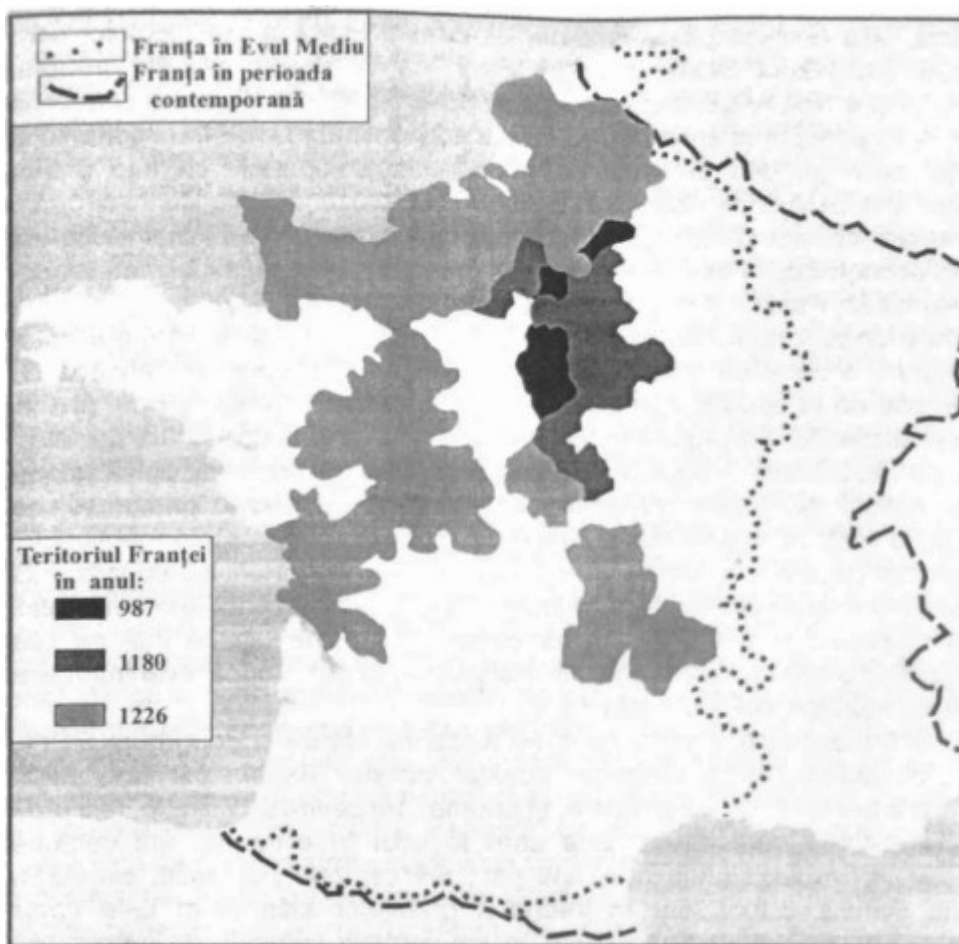 Franța în Evul Mediu
Franța în perioada
contemporană
Teritoriul Franței
în anul:
987
1180
1226